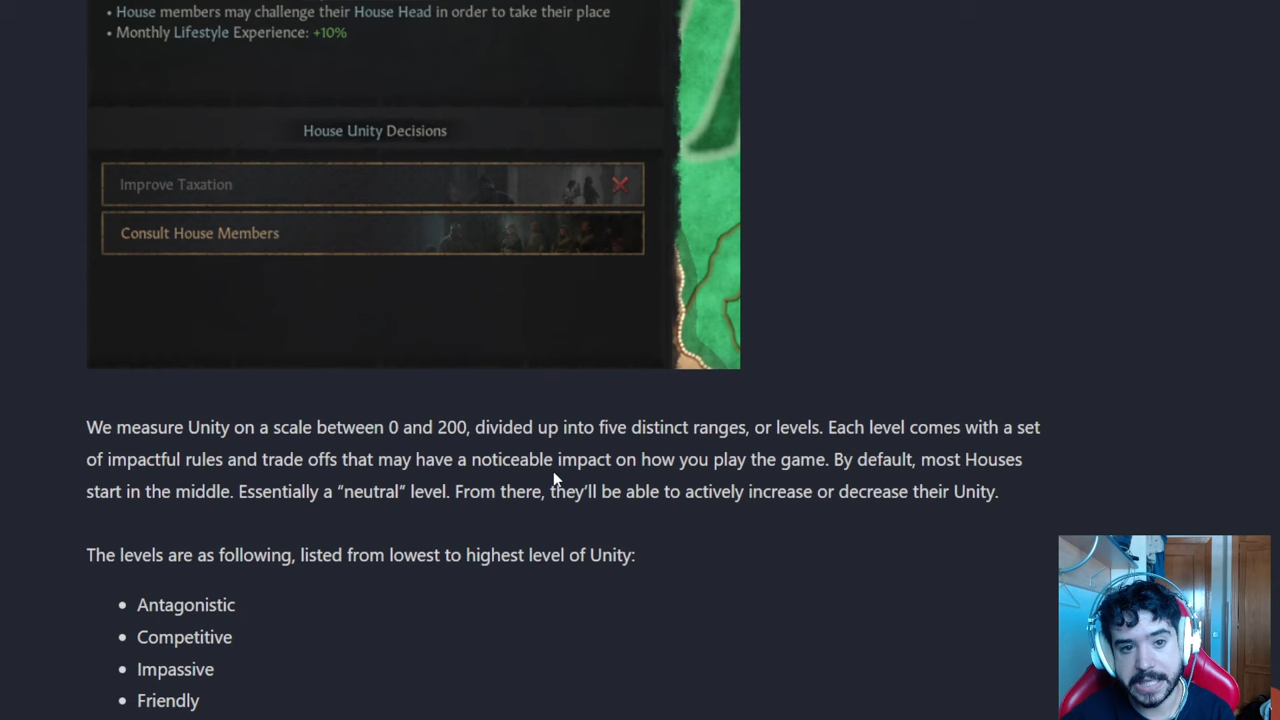 • House members may challenge their House Head in order to take their place
• Monthly Lifestyle Experience: +10%
House Unity Decisions
Improve Taxation
Consult House Members
We measure Unity on a scale between 0 and 200, divided up into five distinct ranges, or levels. Each level comes with a set
of impactful rules and trade offs that may have a noticeable impact on how you play the game. By default, most Houses
start in the middle. Essentially a “neutral” level. From there, they’ll be able to actively increase or decrease their Unity.
The levels are as following, listed from lowest to highest level of Unity:
• Antagonistic
• Competitive
• Impassive
• Friendly